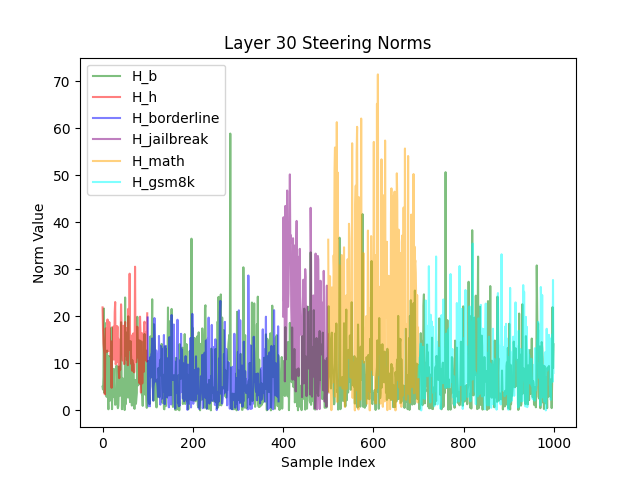 Layer 30 Steering Norms
H_b
H_h
H_borderline
H_jailbreak
H_math
H_gsm8k
Norm Value
70
60
50
40
30
20
10
0
0 200 400 600 800 1000
Sample Index